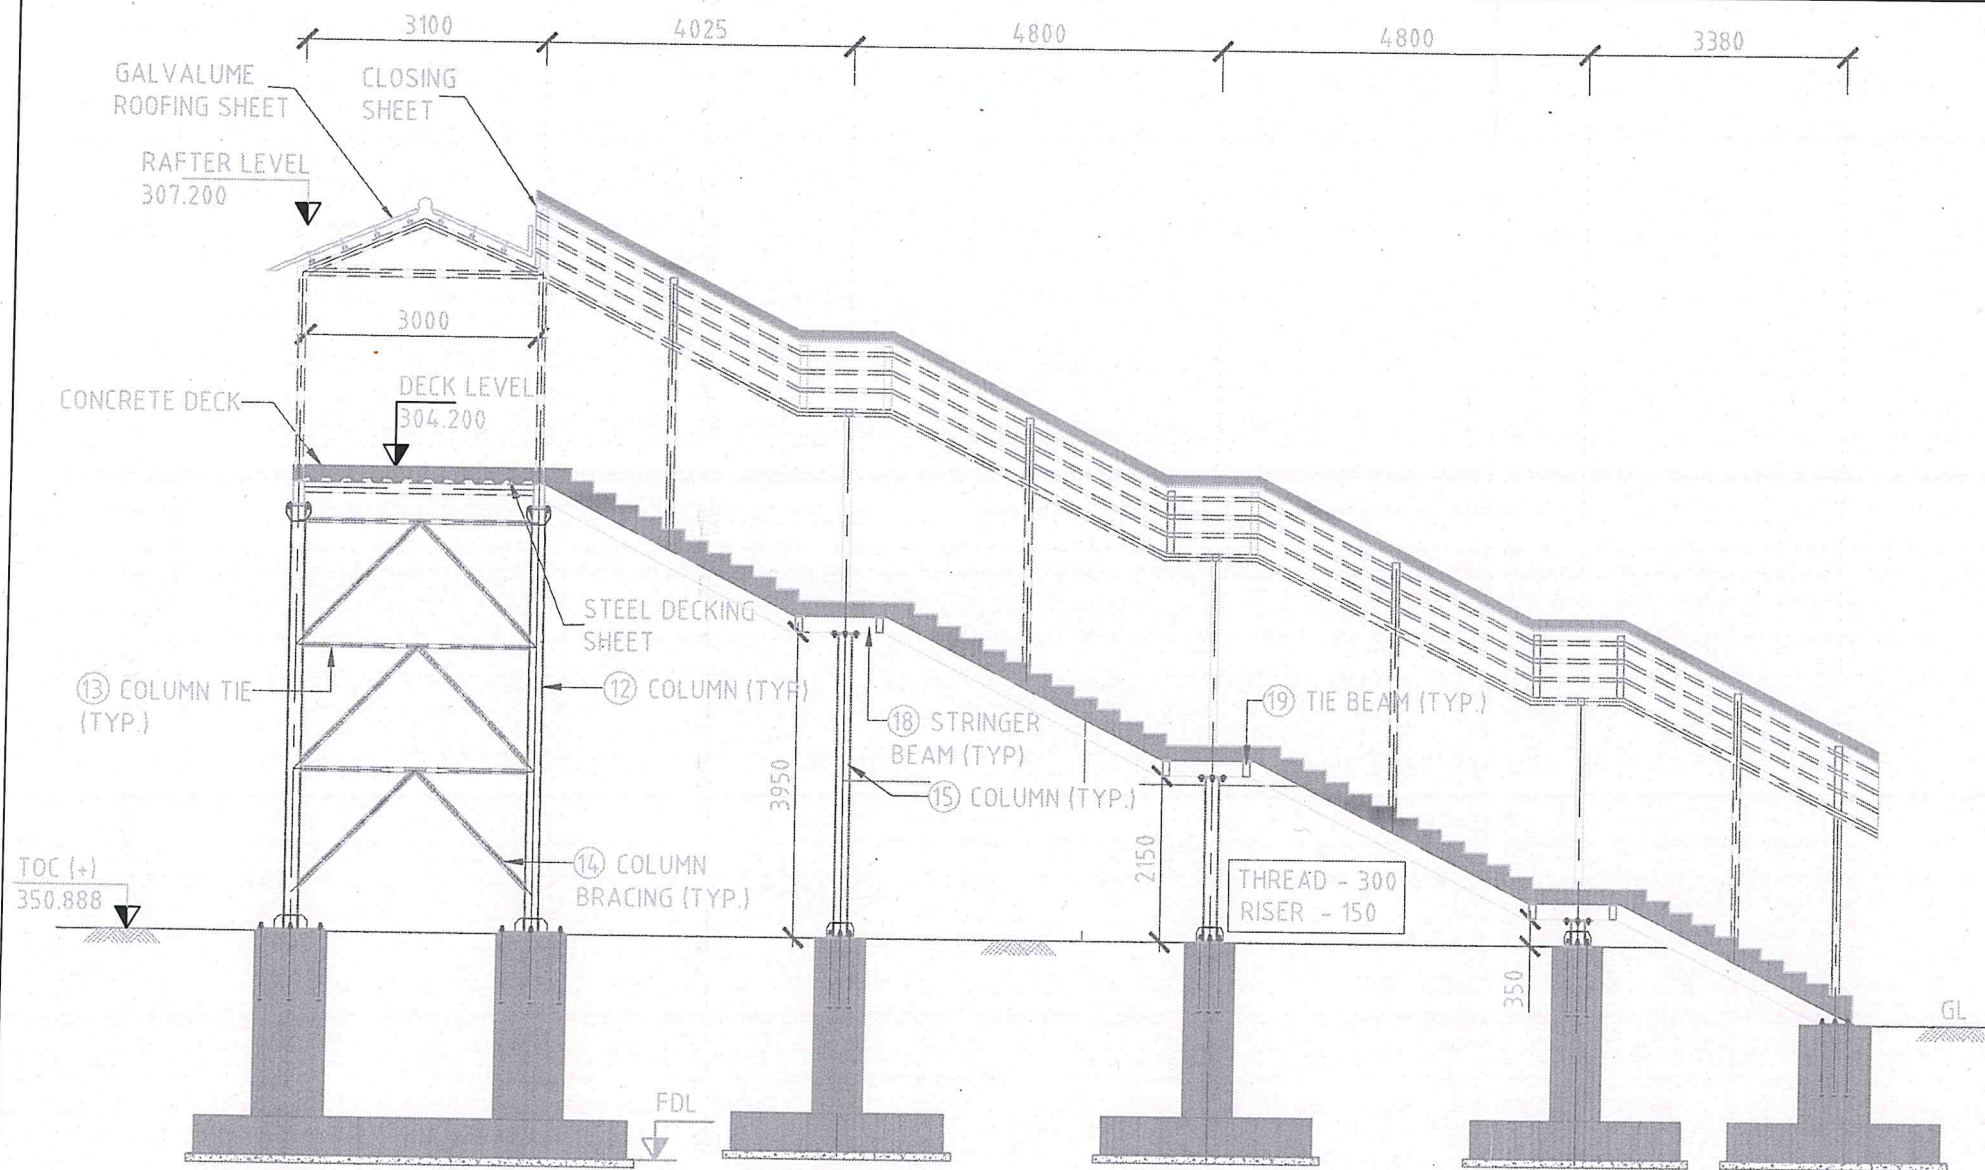 3100
4025
4800
4800
3380
GALVALUME
ROOFING SHEET
CLOSING
SHEET
RAFTER LEVEL
307.200
3000
CONCRETE DECK
DECK LEVEL
304.200
STEEL DECKING
SHEET
13 COLUMN TIE
(TYP.)
12 COLUMN (TYP)
18 STRINGER
BEAM (TYP)
19 TIE BEAM (TYP.)
15 COLUMN (TYP.)
3950
2150
350
14 COLUMN
BRACING (TYP.)
THREAD - 300
RISER - 150
TOC (+)
350.888
GL
FDL